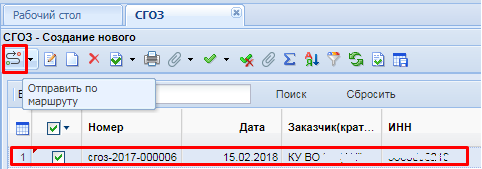 Рабочий стол СГОЗ
СГОЗ - Создание нового
Отправить по
маршруту
Поиск Сбросить
Номер Дата Заказчик(крат... ИНН
1 сгоз-2017-000006 15.02.2018 КУ ВО